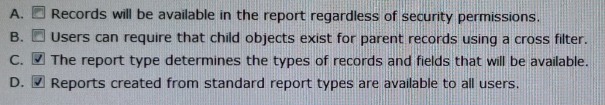 A. Records will be available in the report regardless of security permissions.
B. Users can require that child objects exist for parent records using a cross filter.
C. The report type determines the types of records and fields that will be available.
D. Reports created from standard report types are available to all users.